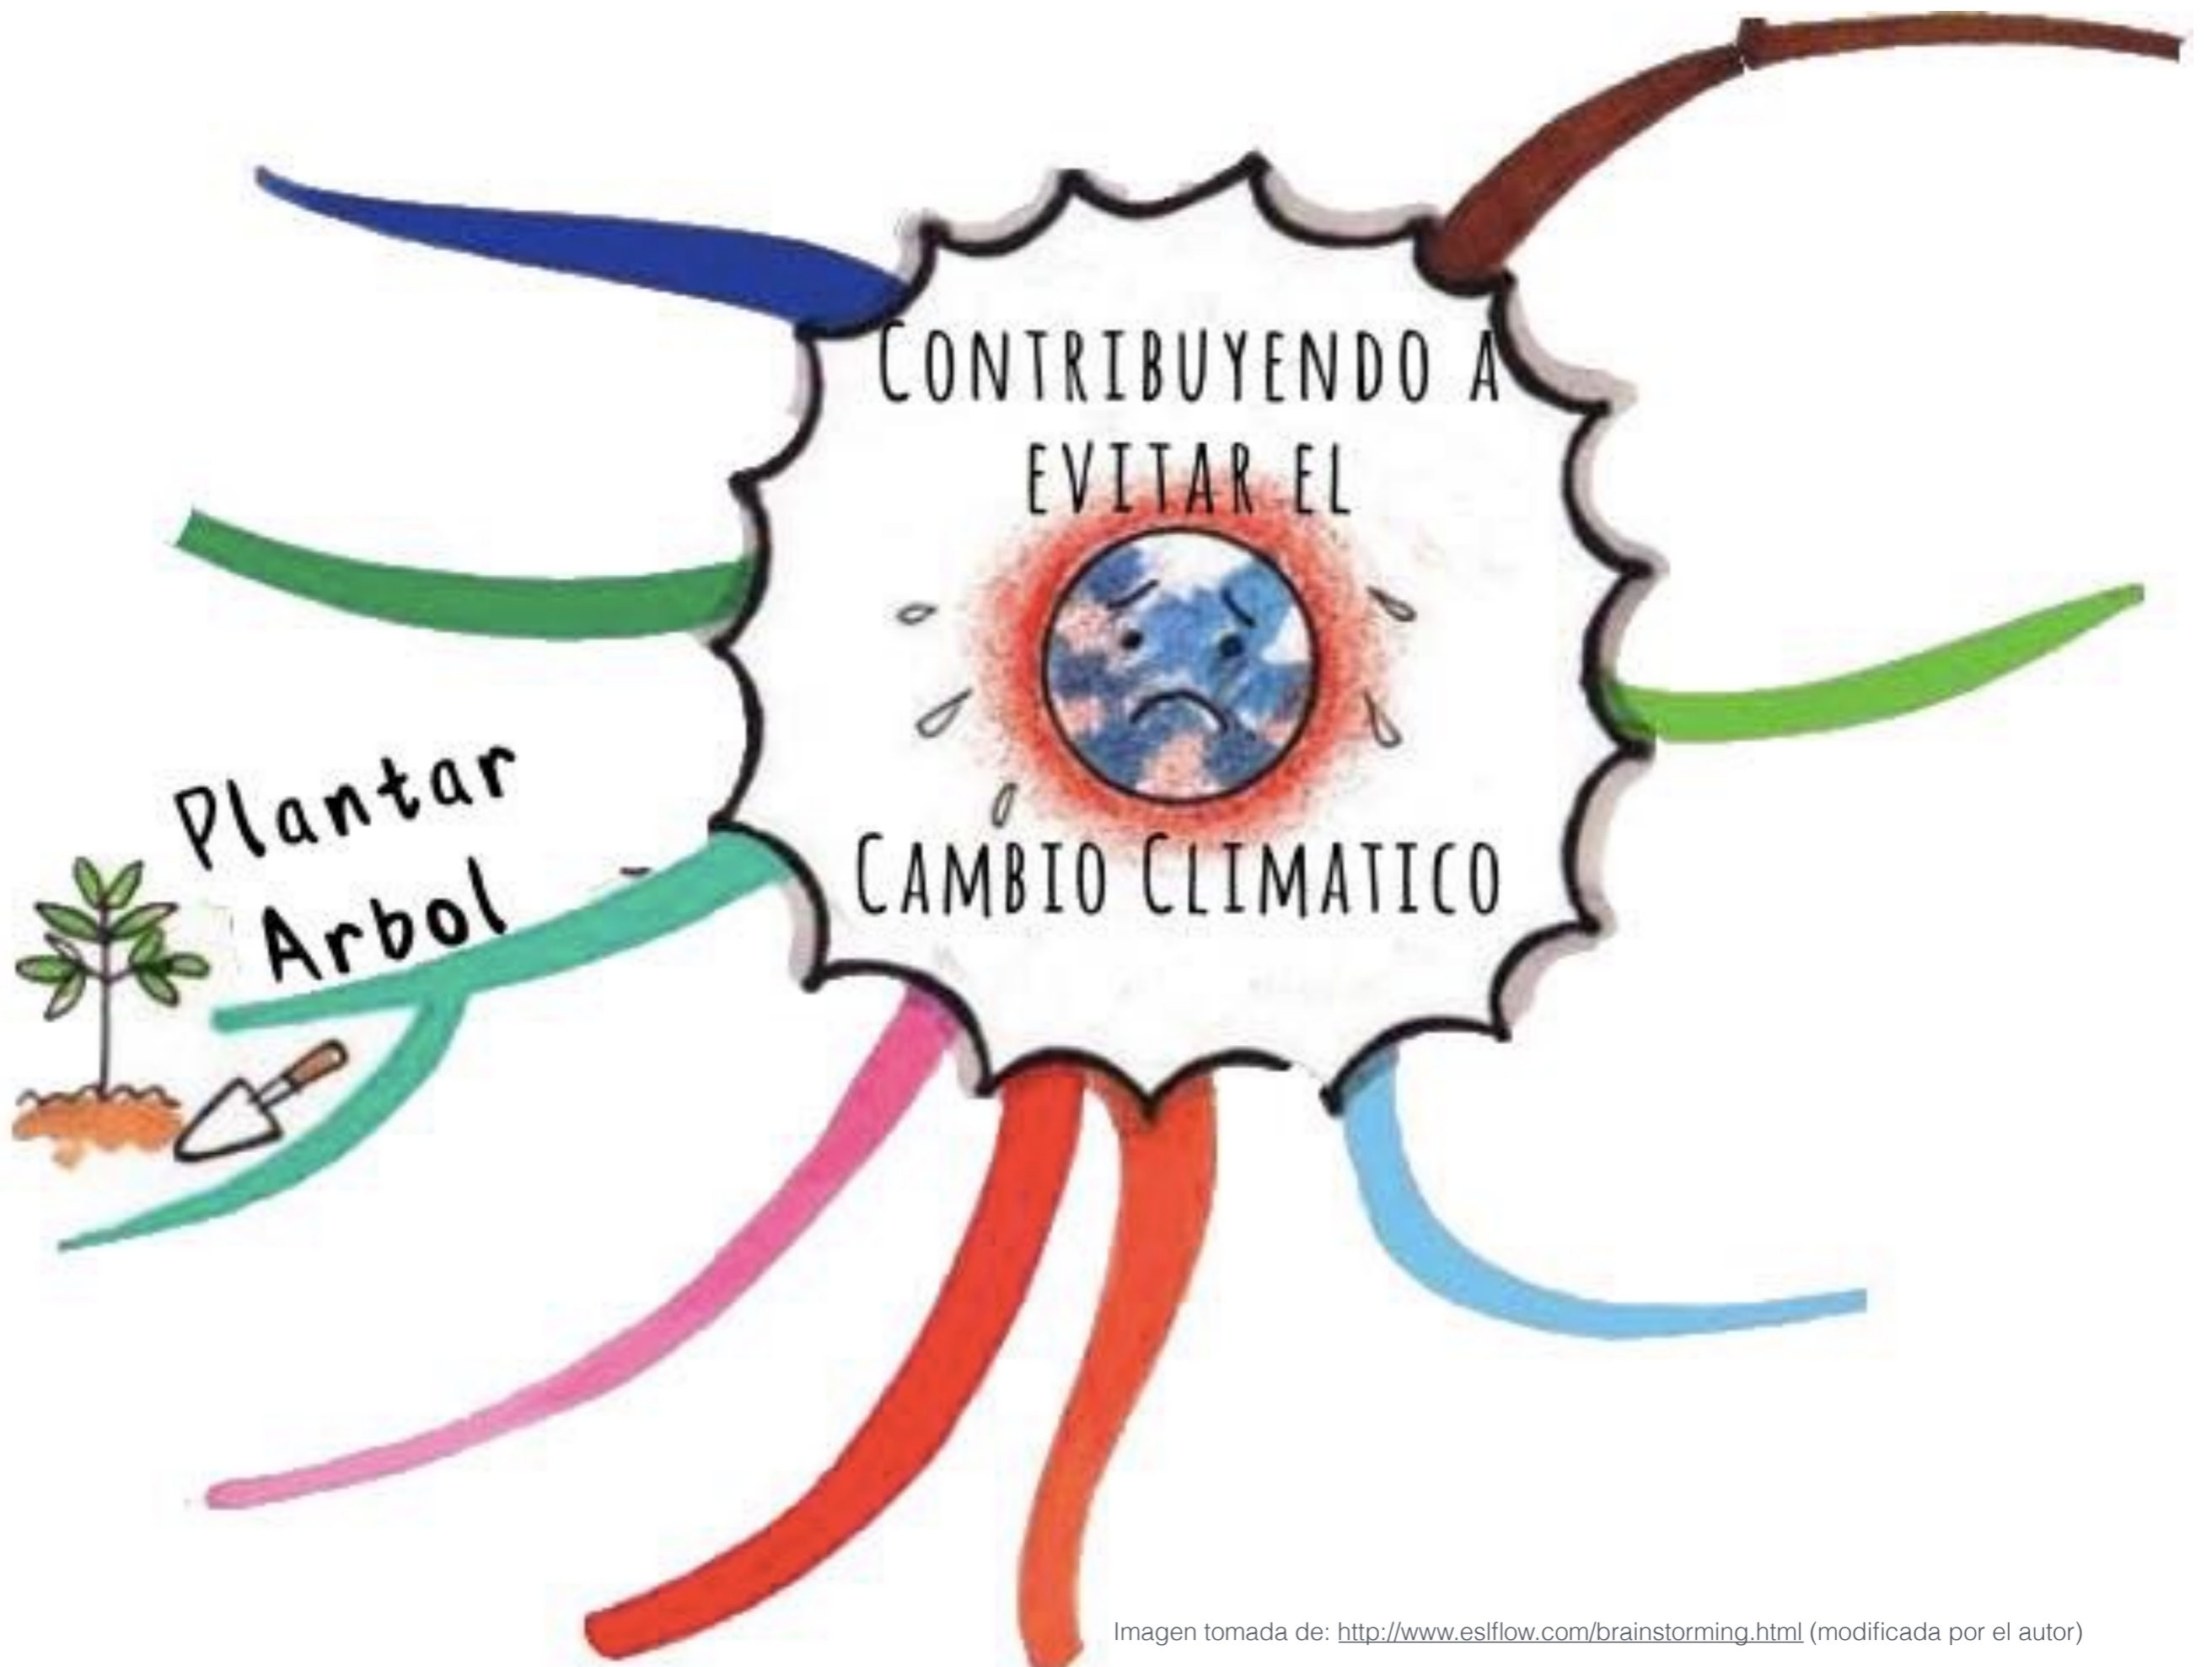 CONTRIBUYENDO A
EVITAR EL
CAMBIO CLIMATICO
Plantar
Arbol
Imagen tomada de: http://www.eslflow.com/brainstorming.html (modificada por el autor)